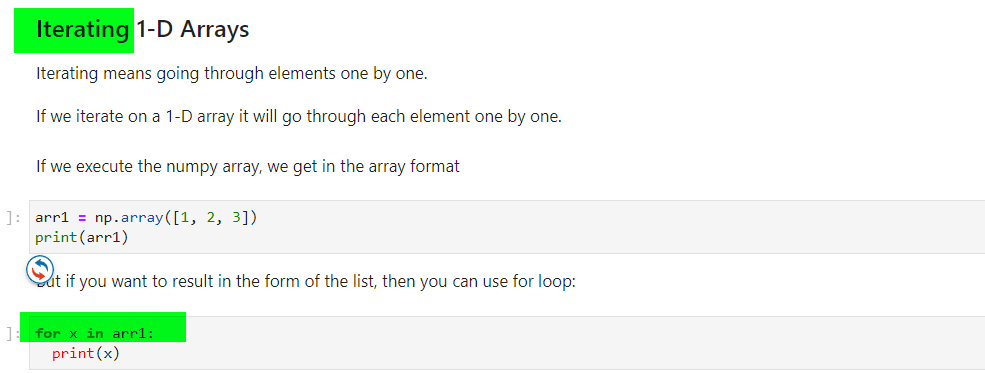 Iterating 1-D Arrays
Iterating means going through elements one by one.
If we iterate on a 1-D array it will go through each element one by one.
If we execute the numpy array, we get in the array format
]: arr1 = np.array([1, 2, 3])
print(arr1)
but if you want to result in the form of the list, then you can use for loop:
]: for x in arr1:
print(x)